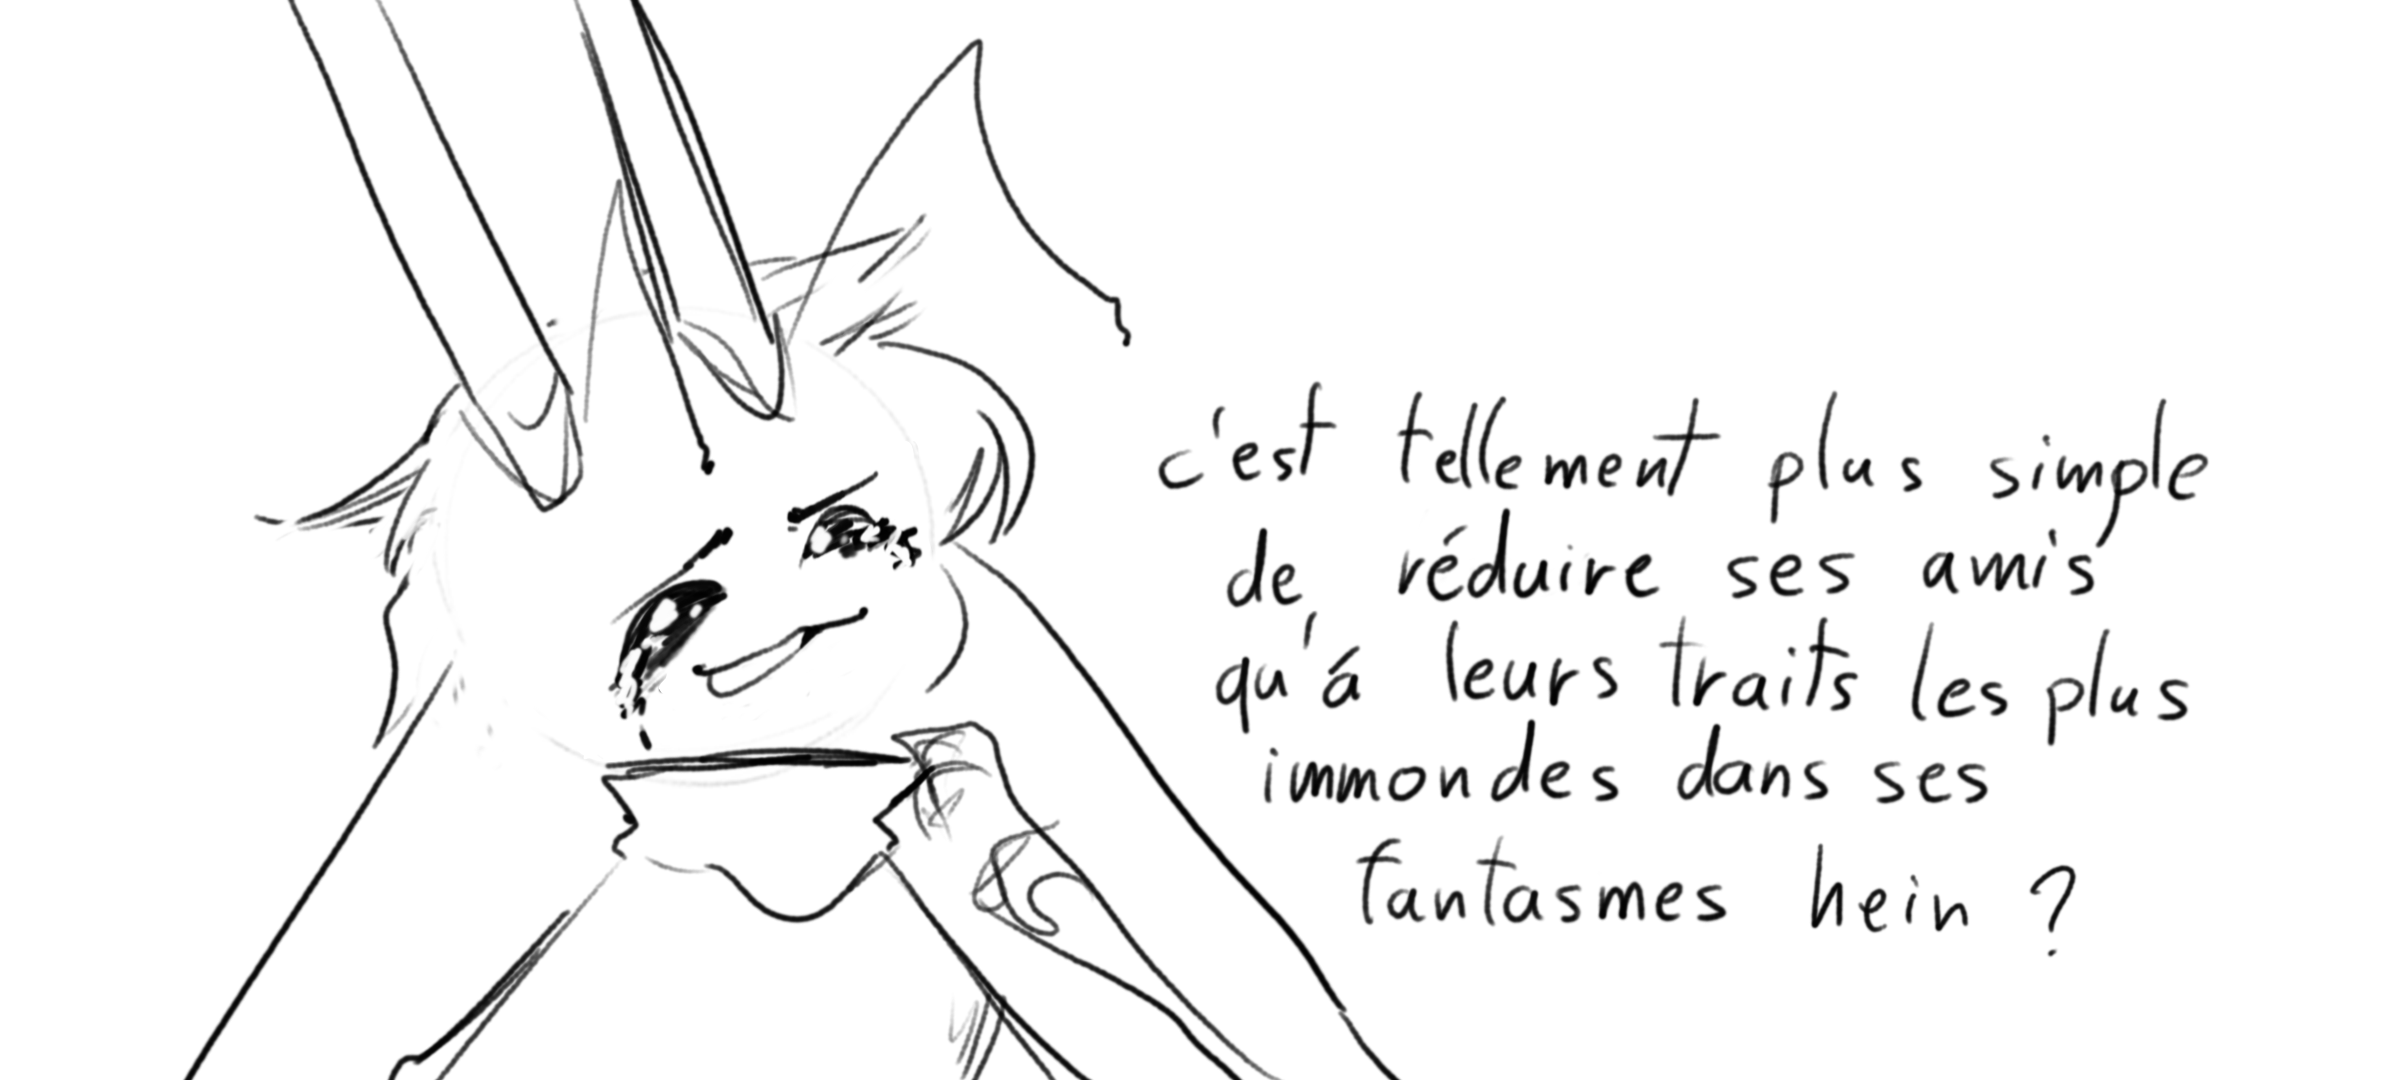 c'est tellement plus simple
de réduire ses amis
qu'á leurs traits les plus
immondes dans ses
fantasmes hein ?